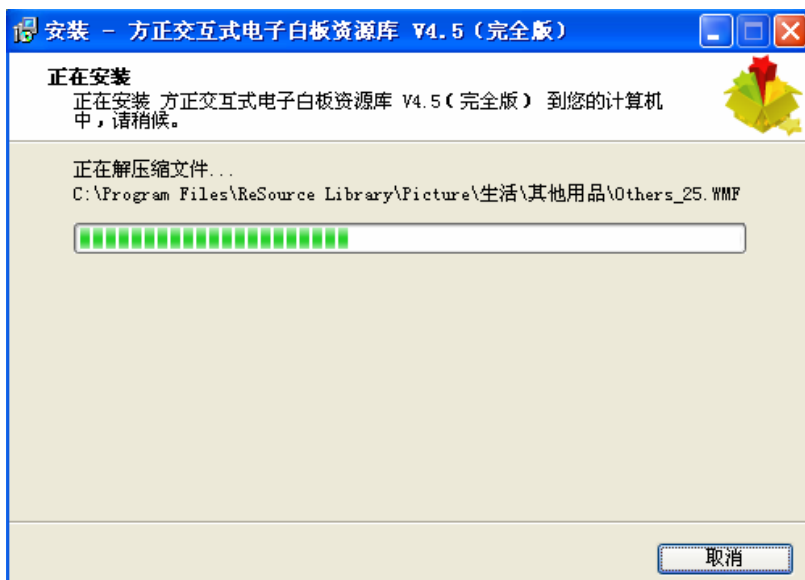 安装 - 方正交互式电子白板资源库 V4.5(完全版)
正在安装
正在安装 方正交互式电子白板资源库 V4.5(完全版) 到您的计算机
中,请稍候。
正在解压缩文件...
C:\Program Files\ReSource Library\Picture\生活\其他用品\Others_25.WMF
取消